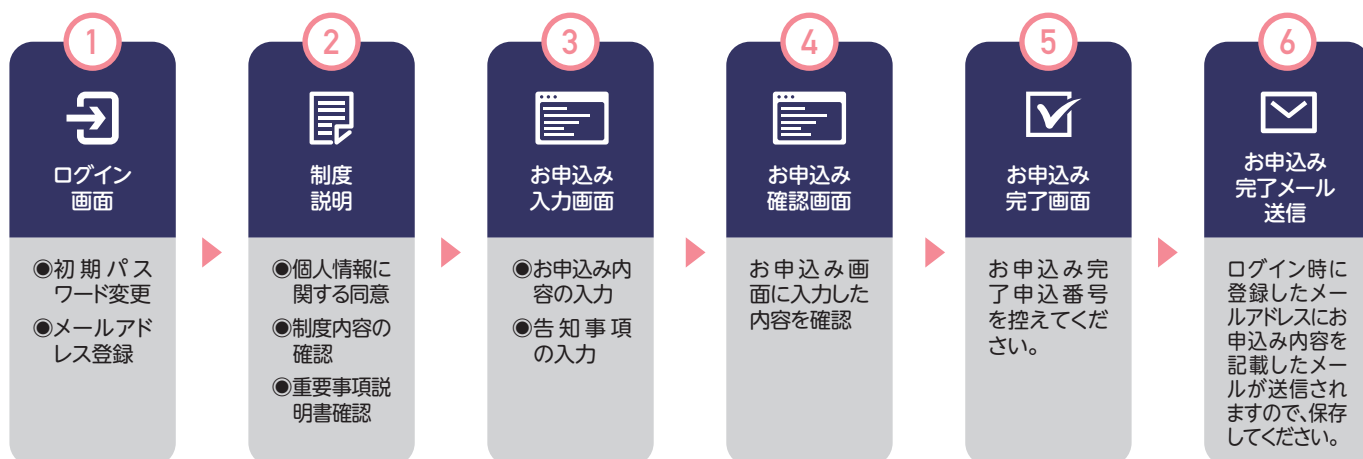 1
ログイン
画面
◉初期パス
ワード変更
◉メールアド
レス登録
2
制度
説明
◉個人情報に
関する同意
◉制度内容の
確認
◉重要事項説
明書確認
3
お申込み
入力画面
◉お申込み内
容の入力
◉告知事項
の入力
4
お申込み
確認画面
お申込み画
面に入力した
内容を確認
5
お申込み
完了画面
お申込み完
了申込番号
を控えてくだ
さい。
6
お申込み
完了メール
送信
ログイン時に
登録したメー
ルアドレスにお
申込み内容を
記載したメー
ルが送信され
ますので、保存
してください。